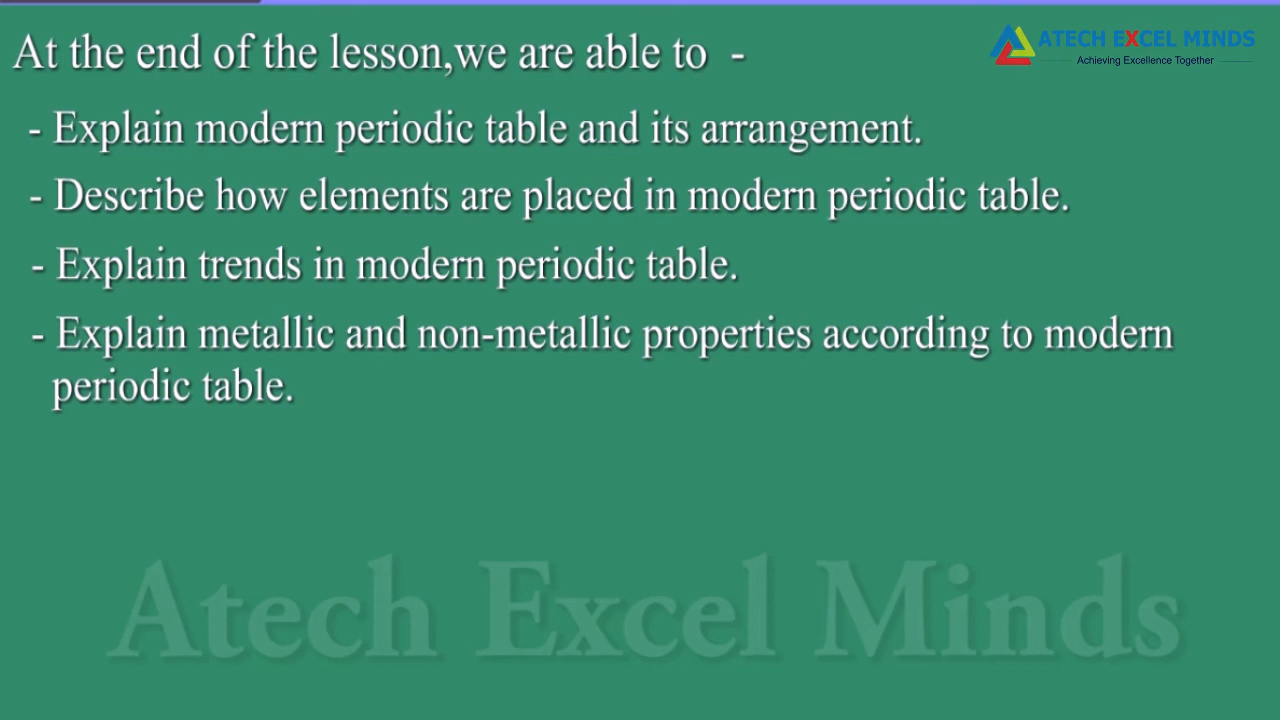 At the end of the lesson,we are able to -
ATECH EXCEL MINDS
Achieving Excellence Together
- Explain modern periodic table and its arrangement.
- Describe how elements are placed in modern periodic table.
- Explain trends in modern periodic table.
- Explain metallic and non-metallic properties according to modern
periodic table.
Atech Excel Minds